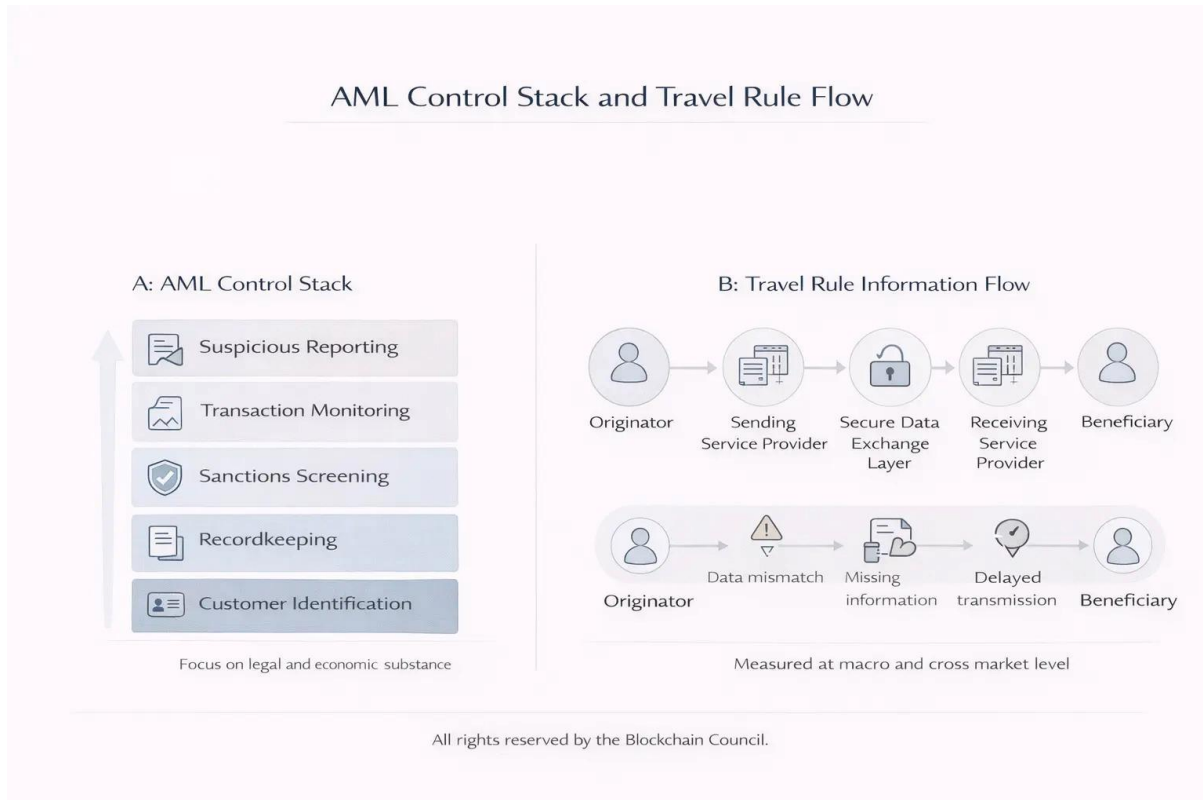 AML Control Stack and Travel Rule Flow
A: AML Control Stack
Suspicious Reporting
Transaction Monitoring
Sanctions Screening
Recordkeeping
Customer Identification
Focus on legal and economic substance
B: Travel Rule Information Flow
Originator
Sending
Service Provider
Secure Data
Exchange
Layer
Receiving
Service
Provider
Beneficiary
Originator
Data mismatch
Missing
information
Delayed
transmission
Beneficiary
Measured at macro and cross market level
All rights reserved by the Blockchain Council.